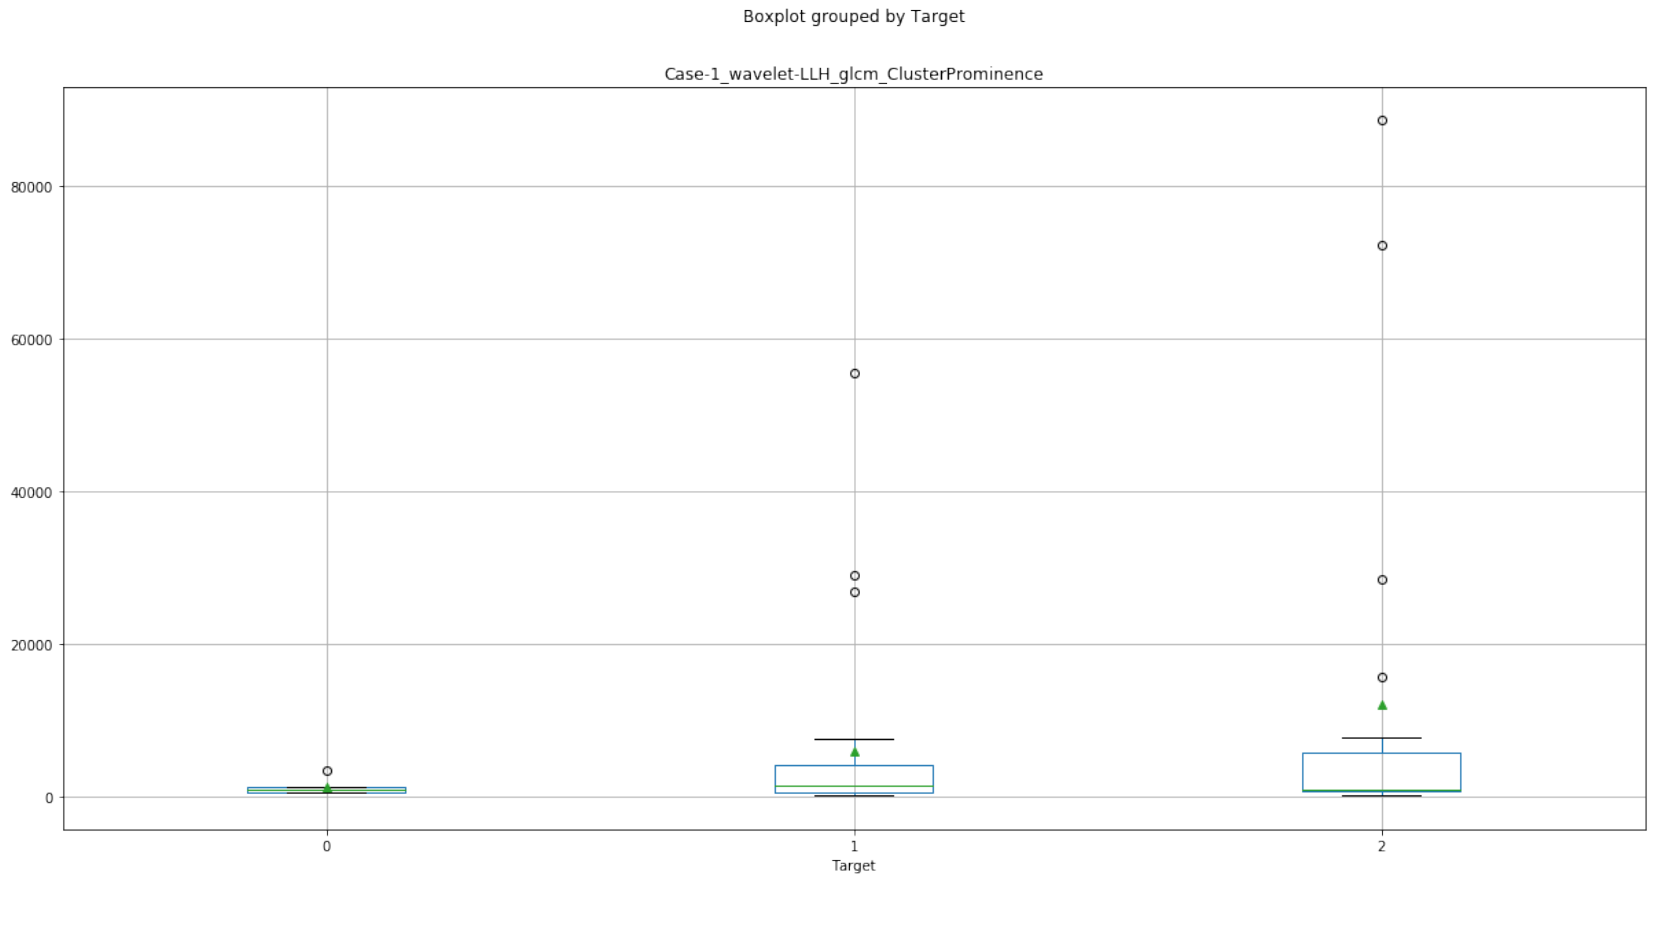 Boxplot grouped by Target
Case-1_wavelet-LLH_glcm_ClusterProminence
80000
60000
40000
20000
0
0 1 2
Target